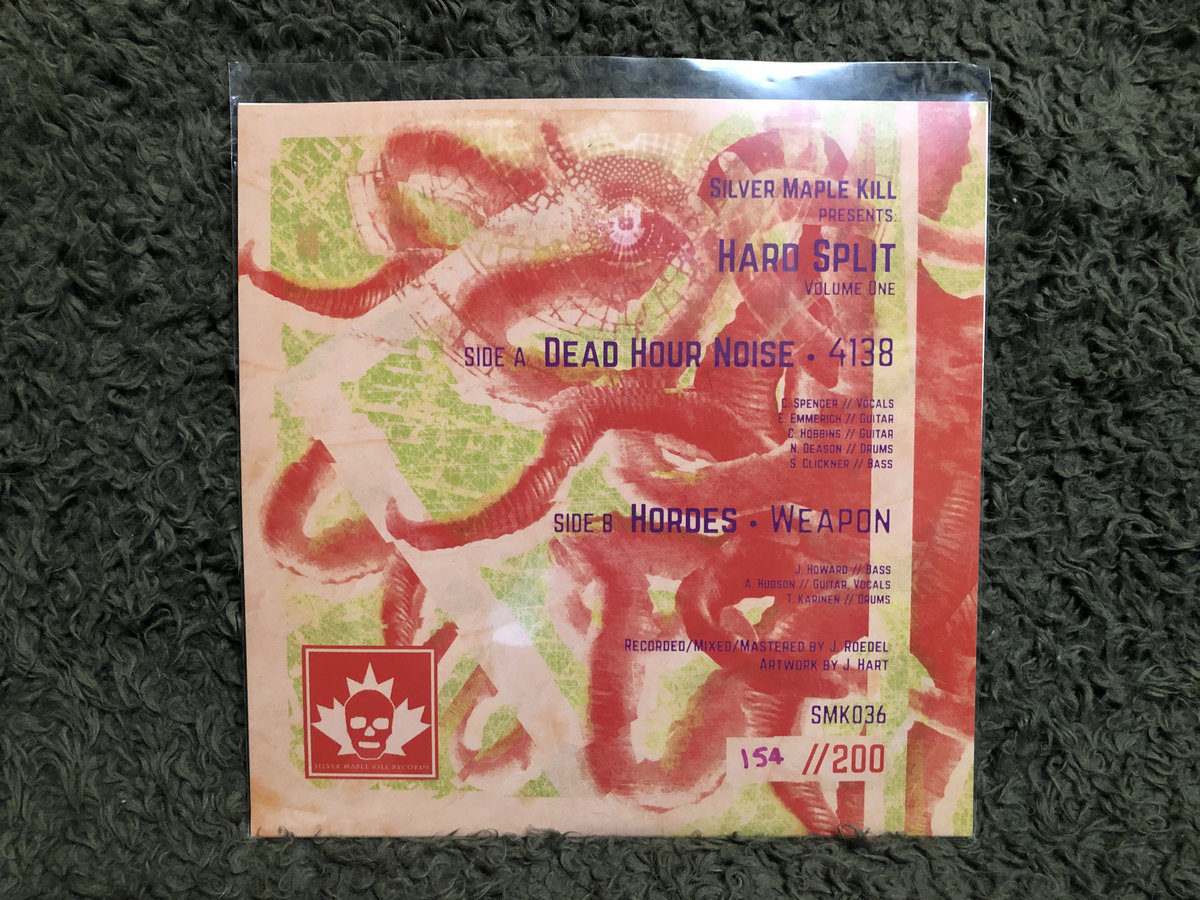 Silver Maple Kill
presents:
Hard Split
Volume One
Side A Dead Hour Noise • 4138
C. Spencer // Vocals
E. Emmerich // Guitar
C. Hobbins // Guitar
N. Deason // Drums
S. Clickner // Bass
Side B Hordes • Weapon
J. Howard // Bass
A. Hudson // Guitar, Vocals
T. Karinen // Drums
Recorded/Mixed/Mastered by J. Roedel
Artwork by J. Hart
SMK036
154 //200
SILVER MAPLE KILL RECORDS